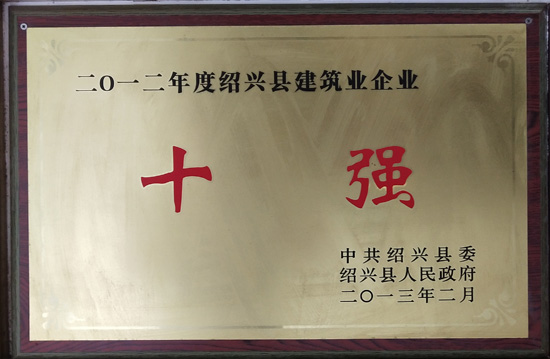 二O一二年度绍兴县建筑业企业
十强
中共绍兴县委
绍兴县人民政府
二〇一三年二月